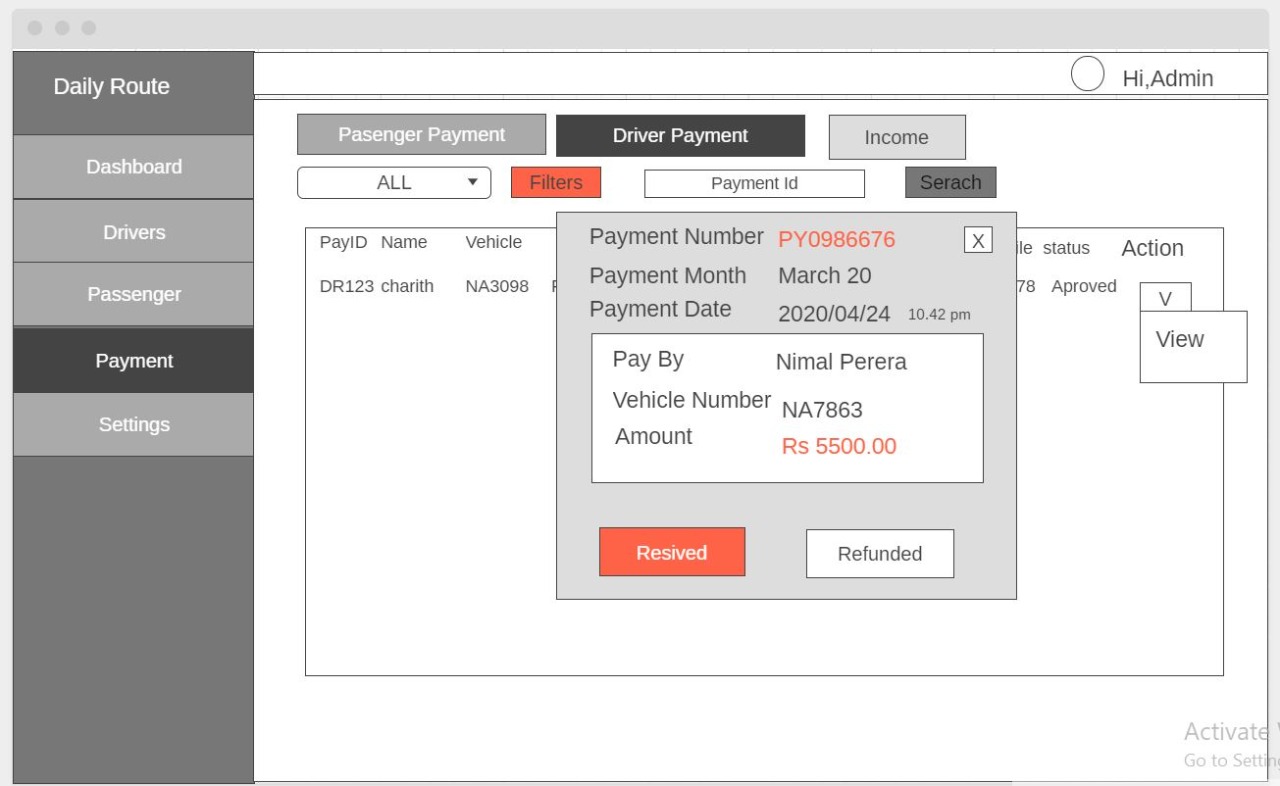 Daily Route
Hi,Admin
Dashboard
Drivers
Passenger
Payment
Settings
Pasenger Payment
Driver Payment
Income
ALL
Filters
Payment Id
Serach
PayID Name Vehicle status Action
DR123 charith NA3098 78 Aproved
V
View
Payment Number PY0986676
X
Payment Month March 20
Payment Date 2020/04/24 10.42 pm
Pay By Nimal Perera
Vehicle Number NA7863
Amount Rs 5500.00
Resived
Refunded
Activate
Go to